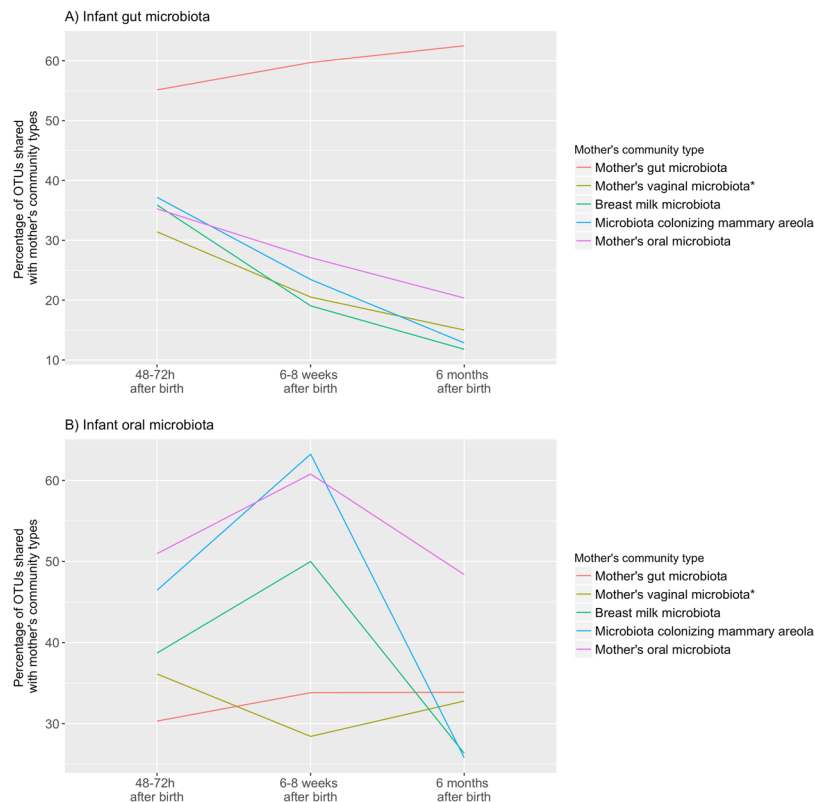 A) Infant gut microbiota
Percentage of OTUs shared
with mother's community types
60
50
40
30
20
10
48-72h
after birth
6-8 weeks
after birth
6 months
after birth
Mother's community type
Mother's gut microbiota
Mother's vaginal microbiota*
Breast milk microbiota
Microbiota colonizing mammary areola
Mother's oral microbiota
B) Infant oral microbiota
Percentage of OTUs shared
with mother's community types
60
50
40
30
48-72h
after birth
6-8 weeks
after birth
6 months
after birth
Mother's community type
Mother's gut microbiota
Mother's vaginal microbiota*
Breast milk microbiota
Microbiota colonizing mammary areola
Mother's oral microbiota